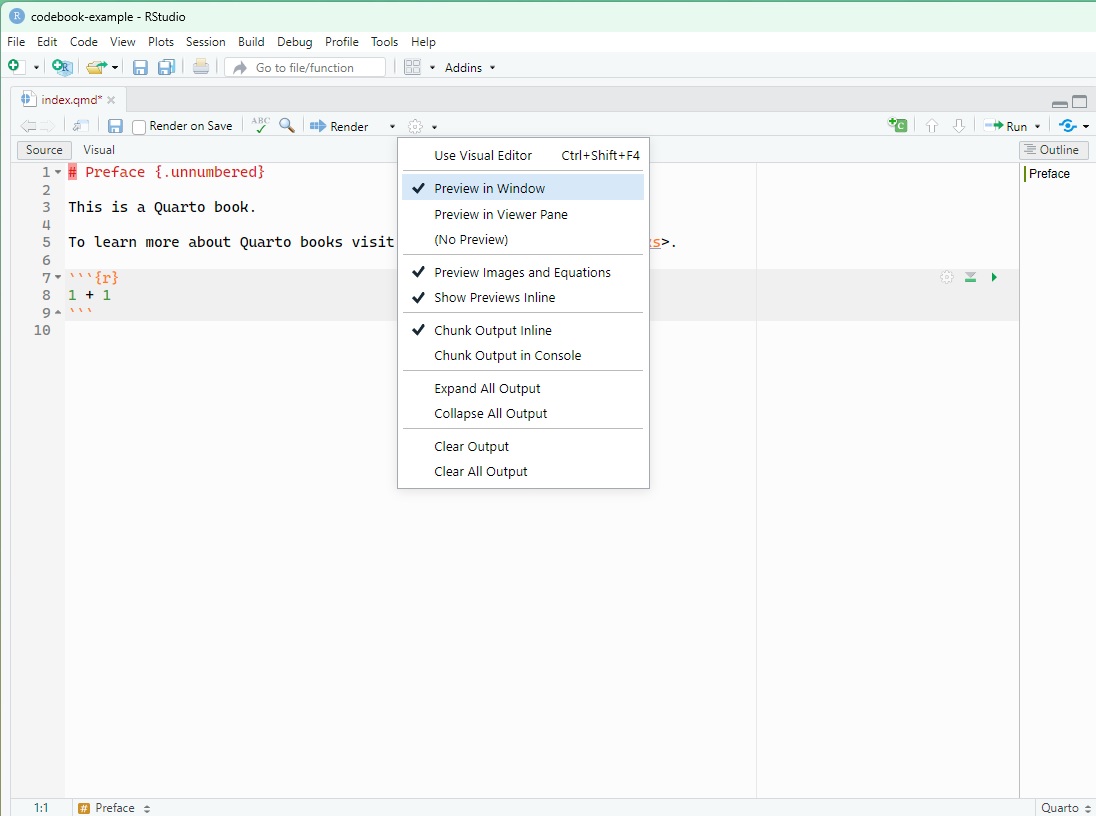 codebook-example - RStudio
File Edit Code View Plots Session Build Debug Profile Tools Help
Go to file/function Addins
index.qmd*
Render on Save ABC Render Run
Source Visual Outline
1 # Preface {.unnumbered}
2
3 This is a Quarto book.
4
5 To learn more about Quarto books visit s>.
6
7 ```{r}
8 1 + 1
9 ```
10
Use Visual Editor Ctrl+Shift+F4
Preview in Window
Preview in Viewer Pane
(No Preview)
Preview Images and Equations
Show Previews Inline
Chunk Output Inline
Chunk Output in Console
Expand All Output
Collapse All Output
Clear Output
Clear All Output
Preface
1:1 # Preface Quarto